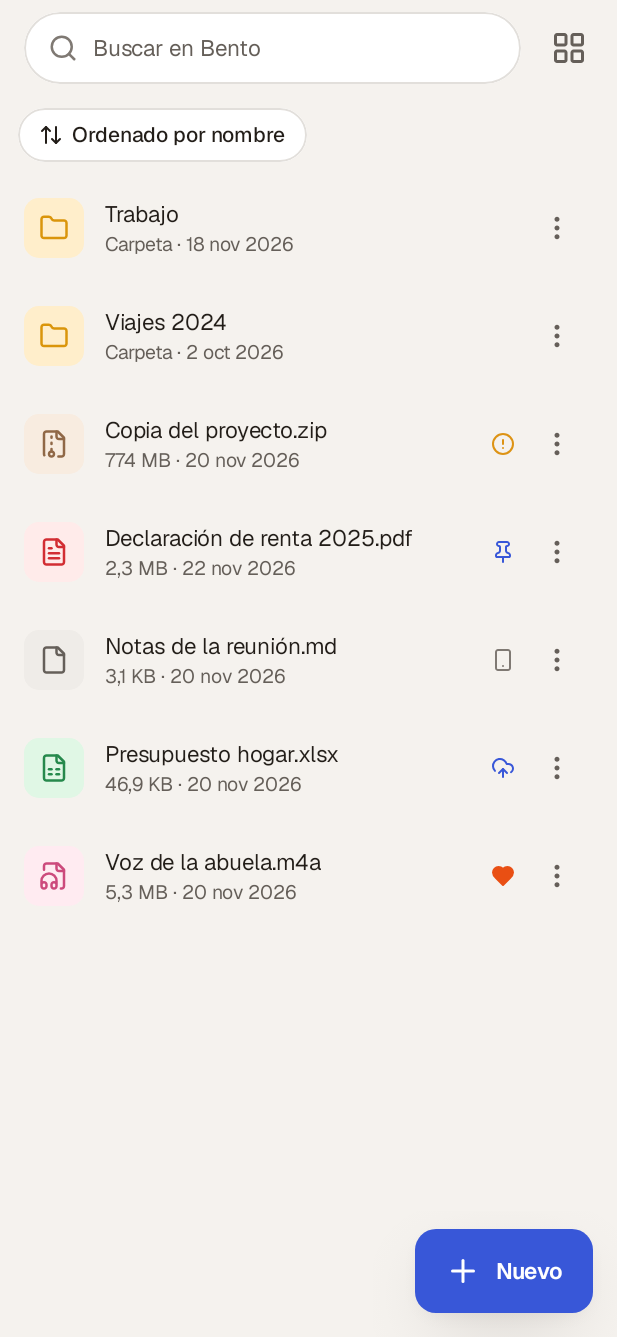 Buscar en Bento
Ordenado por nombre
Trabajo
Carpeta · 18 nov 2026
Viajes 2024
Carpeta · 2 oct 2026
Copia del proyecto.zip
774 MB · 20 nov 2026
Declaración de renta 2025.pdf
2,3 MB · 22 nov 2026
Notas de la reunión.md
3,1 KB · 20 nov 2026
Presupuesto hogar.xlsx
46,9 KB · 20 nov 2026
Voz de la abuela.m4a
5,3 MB · 20 nov 2026
Nuevo